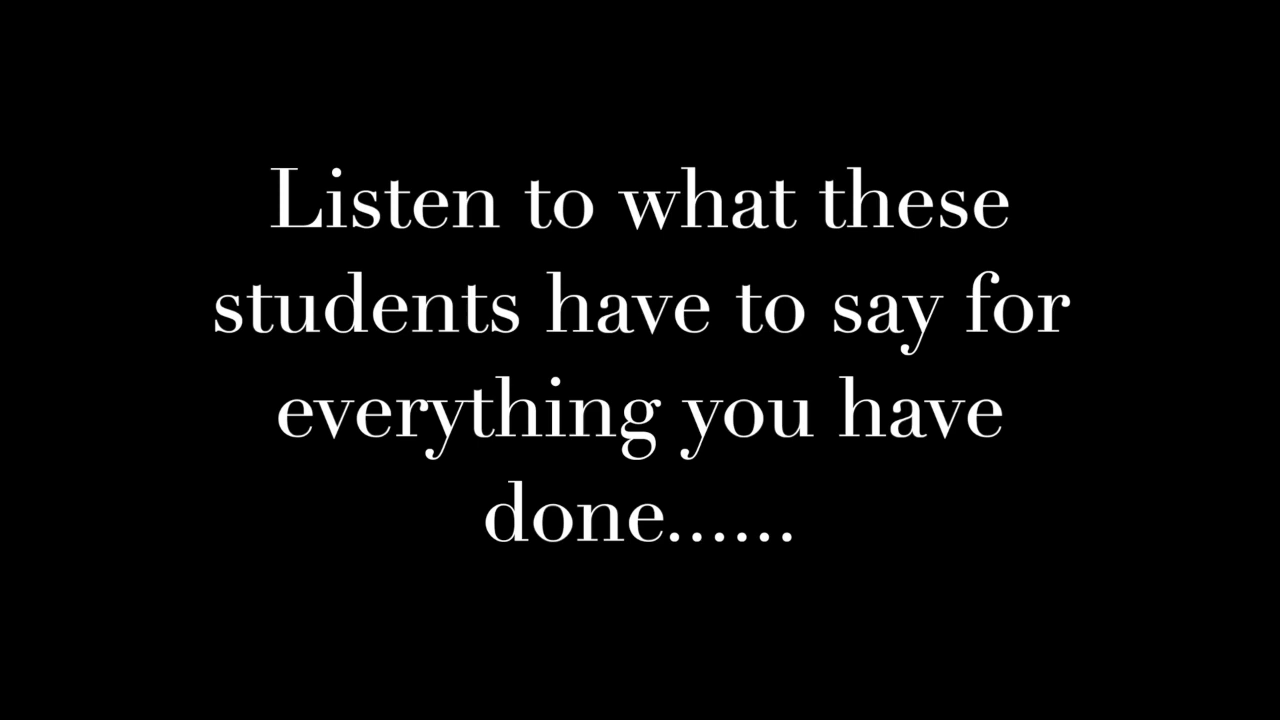 Listen to what these
students have to say for
everything you have
done......